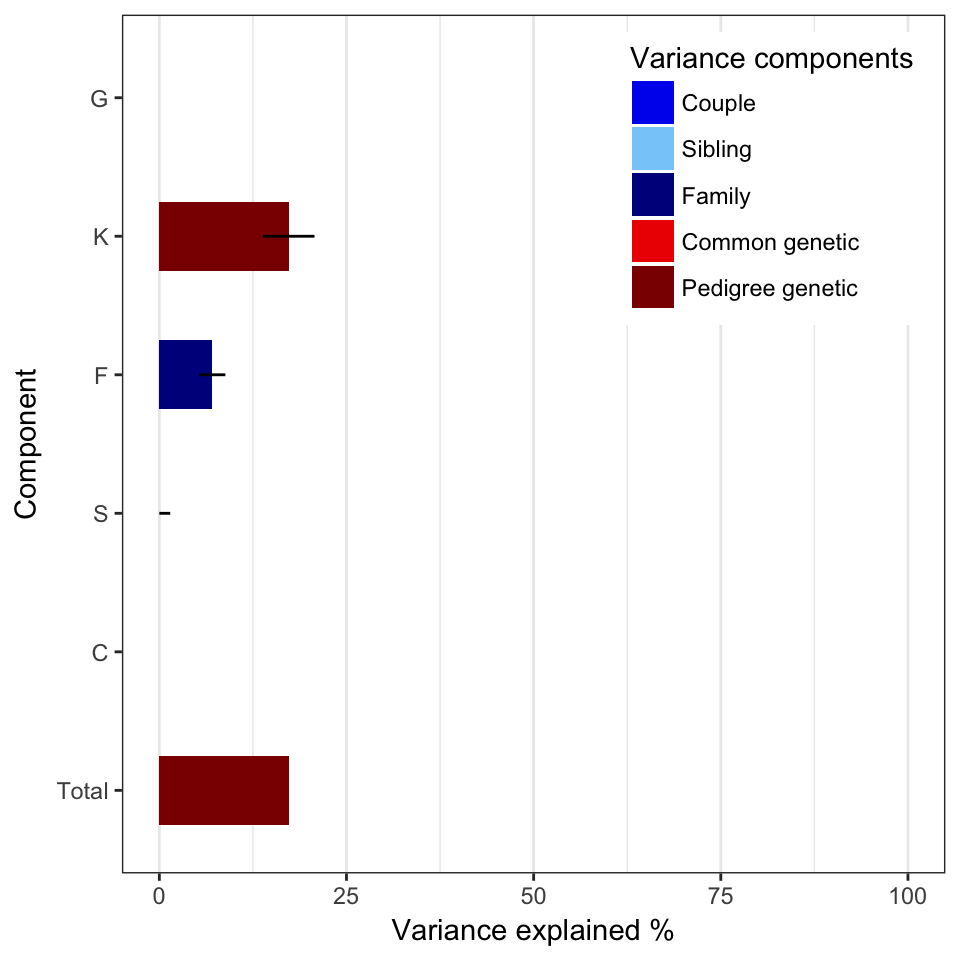 Variance components
Couple
Sibling
Family
Common genetic
Pedigree genetic
G
K
F
S
C
Total
Component
0 25 50 75 100
Variance explained %